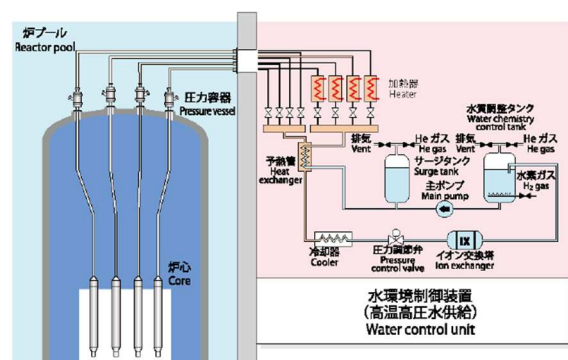 炉プール
Reactor pool
圧力容器
Pressure vessel
炉心
Core
加熱器
Heater
水質調整タンク
Water chemistry
control tank
排気
Vent
He ガス
He gas
排気
Vent
He ガス
He gas
予熱管
Heat
exchanger
サージタンク
Surge tank
主ポンプ
Main pump
水素ガス
H₂ gas
冷却器
Cooler
圧力調節弁
Pressure
control valve
IX
イオン交換塔
Ion exchanger
水環境制御装置
(高温高圧水供給)
Water control unit